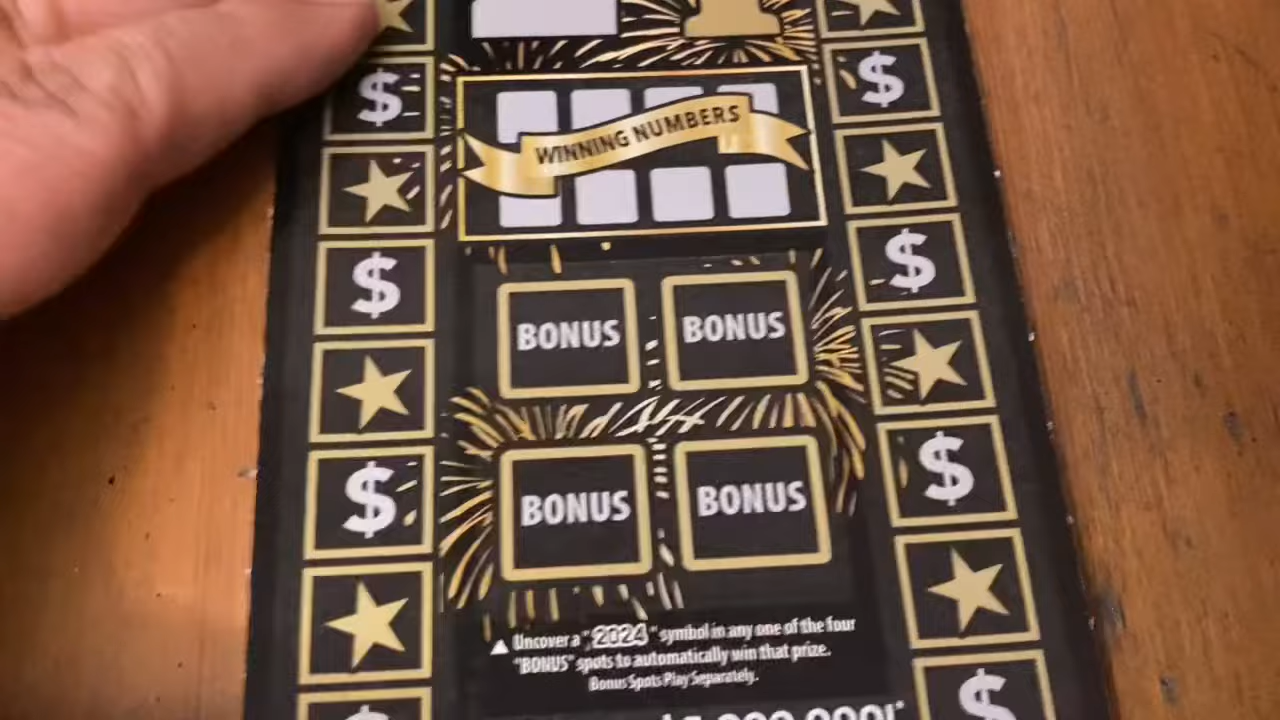 WINNING NUMBERS
$ $
$ $
BONUS BONUS
$ $
BONUS BONUS
Uncover a "2024" symbol in any one of the four
"BONUS" spots to automatically win that prize.
Bonus Spots Play Separately.
$ $